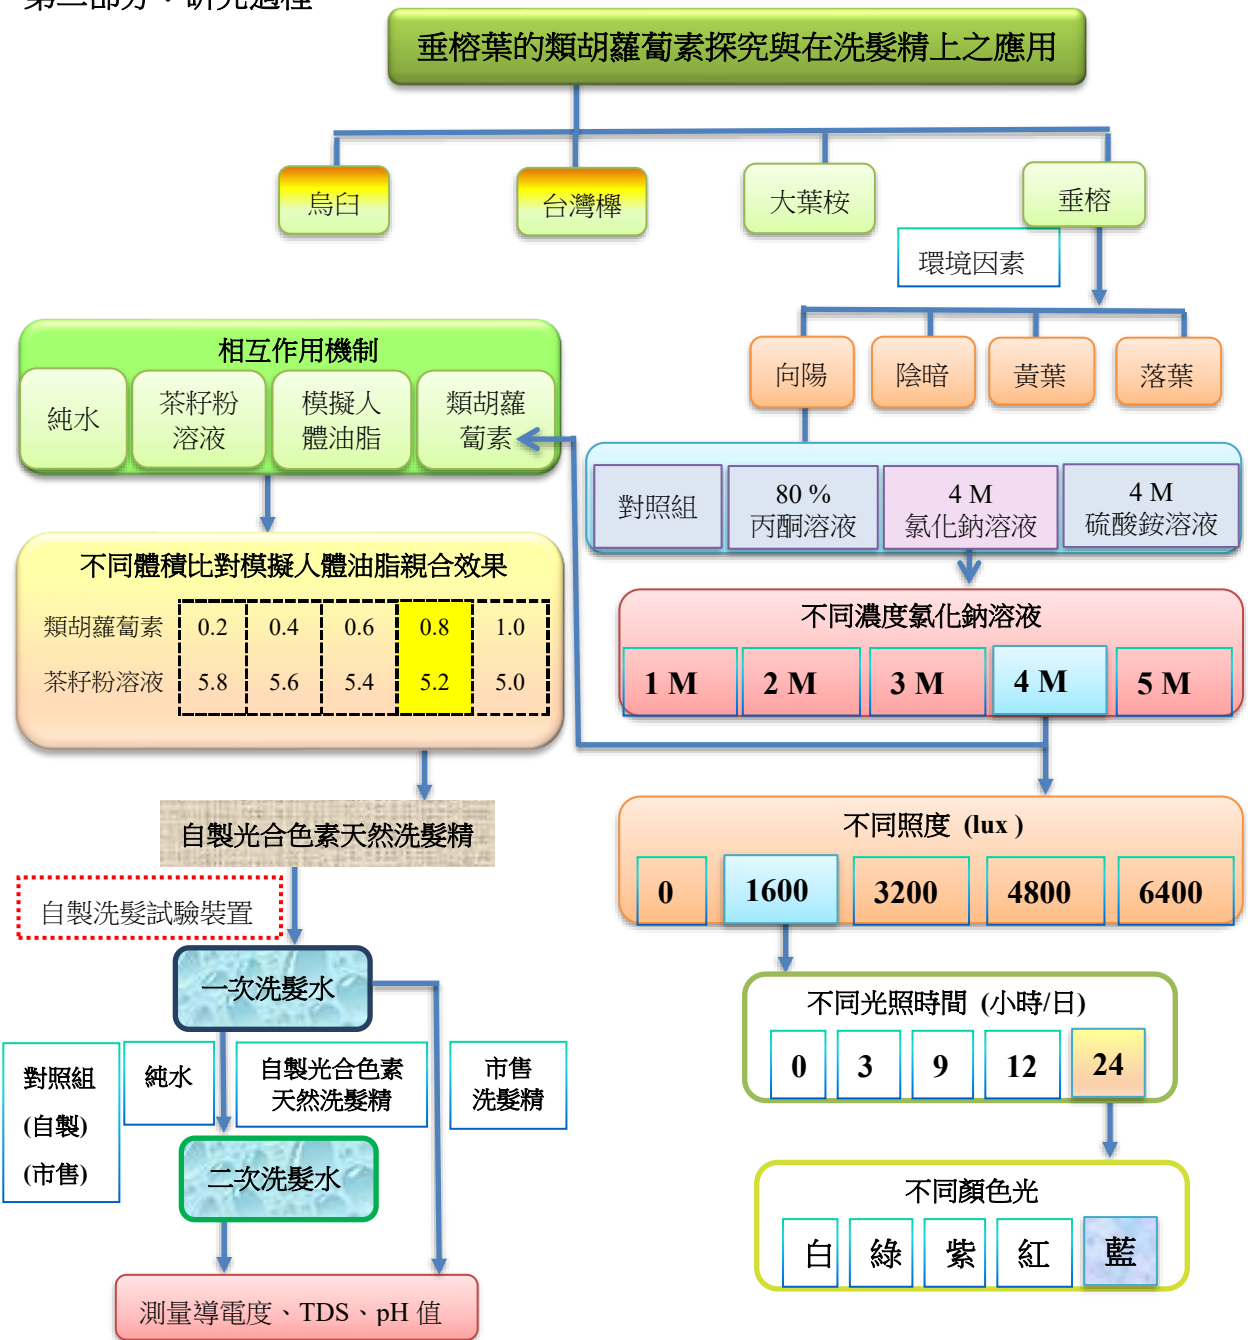 第二部分、研究過程
垂榕葉的類胡蘿蔔素探究與在洗髮精上之應用
烏臼
台灣櫸
大葉桉
垂榕
環境因素
向陽
陰暗
黃葉
落葉
相互作用機制
純水
茶籽粉
溶液
模擬人
體油脂
類胡蘿
蔔素
對照組
80 %
丙酮溶液
4 M
氯化鈉溶液
4 M
硫酸銨溶液
不同體積比對模擬人體油脂親合效果
類胡蘿蔔素 0.2 0.4 0.6 0.8 1.0
茶籽粉溶液 5.8 5.6 5.4 5.2 5.0
不同濃度氯化鈉溶液
1 M 2 M 3 M 4 M 5 M
自製光合色素天然洗髮精
不同照度 (lux )
0 1600 3200 4800 6400
自製洗髮試驗裝置
一次洗髮水
不同光照時間 (小時/日)
0 3 9 12 24
對照組
(自製)
(市售)
純水
自製光合色素
天然洗髮精
市售
洗髮精
二次洗髮水
不同顏色光
白 綠 紫 紅 藍
測量導電度、TDS、pH 值